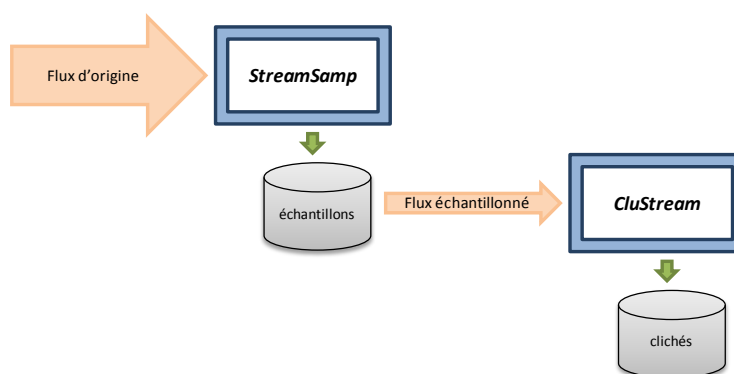 Flux d'origine
StreamSamp
échantillons
Flux échantillonné
CluStream
clichés